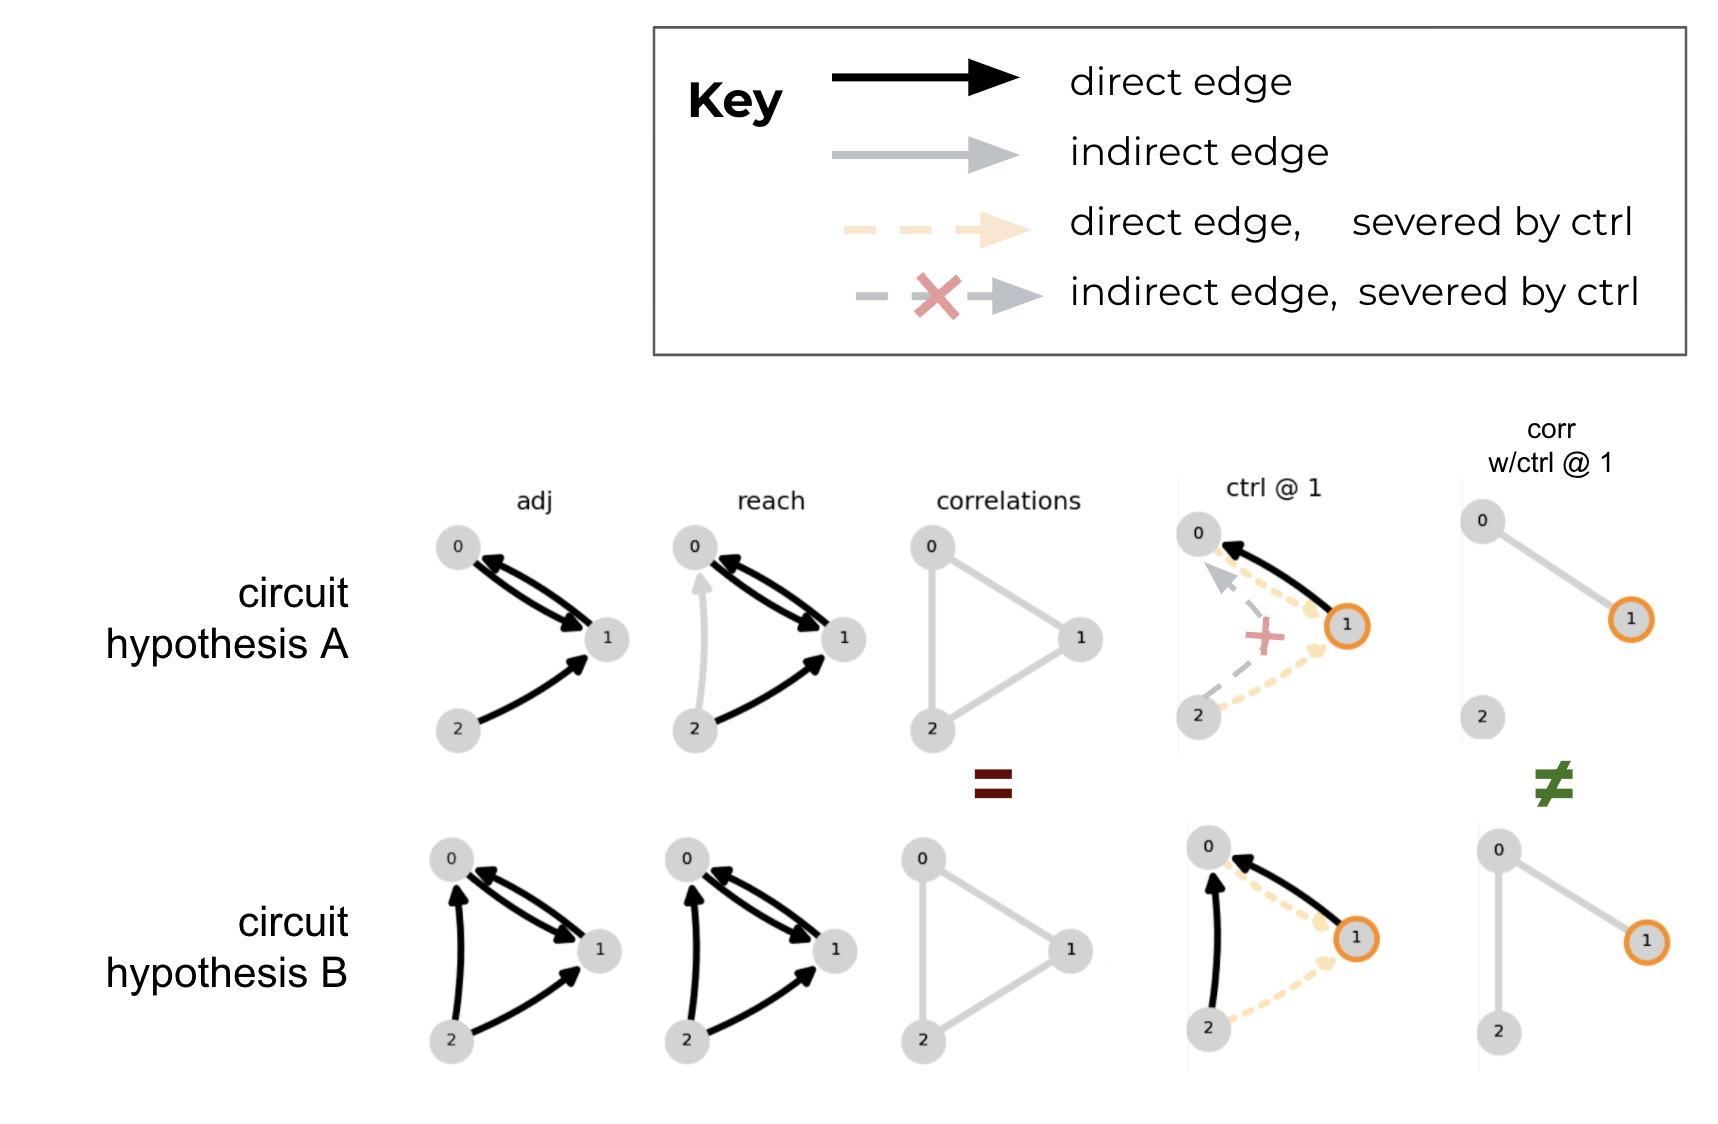 Key
direct edge
indirect edge
direct edge, severed by ctrl
indirect edge, severed by ctrl
corr
w/ctrl @ 1
adj
reach
correlations
ctrl @ 1
circuit
hypothesis A
0
1
2
0
1
2
0
1
2
0
1
2
0
1
2
=
≠
circuit
hypothesis B
0
1
2
0
1
2
0
1
2
0
1
2
0
1
2